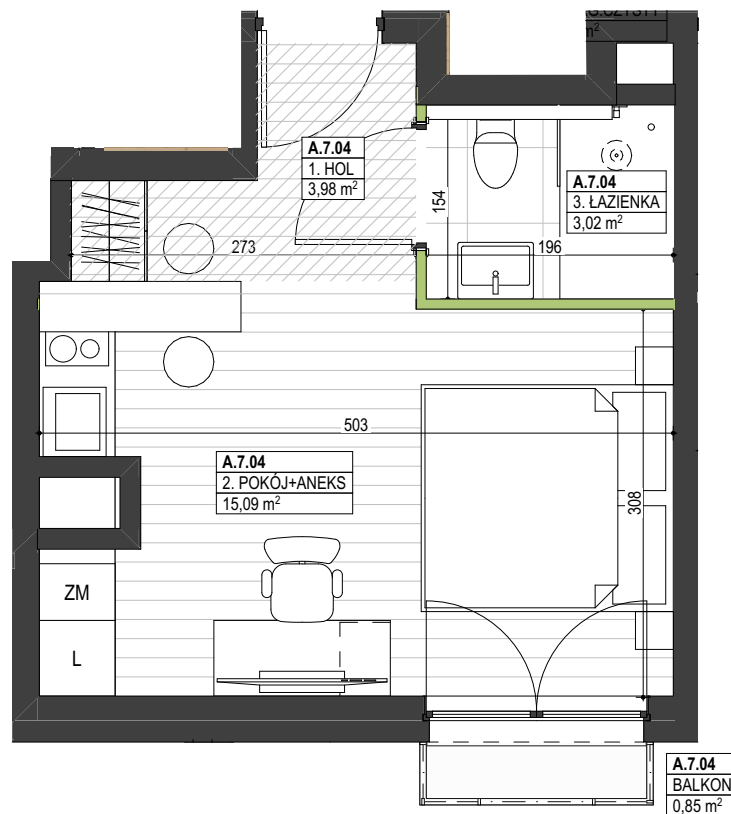 m²
A.7.04
1. HOL
3,98 m²
A.7.04
3. ŁAZIENKA
3,02 m²
154
273
196
503
A.7.04
2. POKÓJ+ANEKS
15,09 m²
308
ZM
L
A.7.04
BALKON
0,85 m²